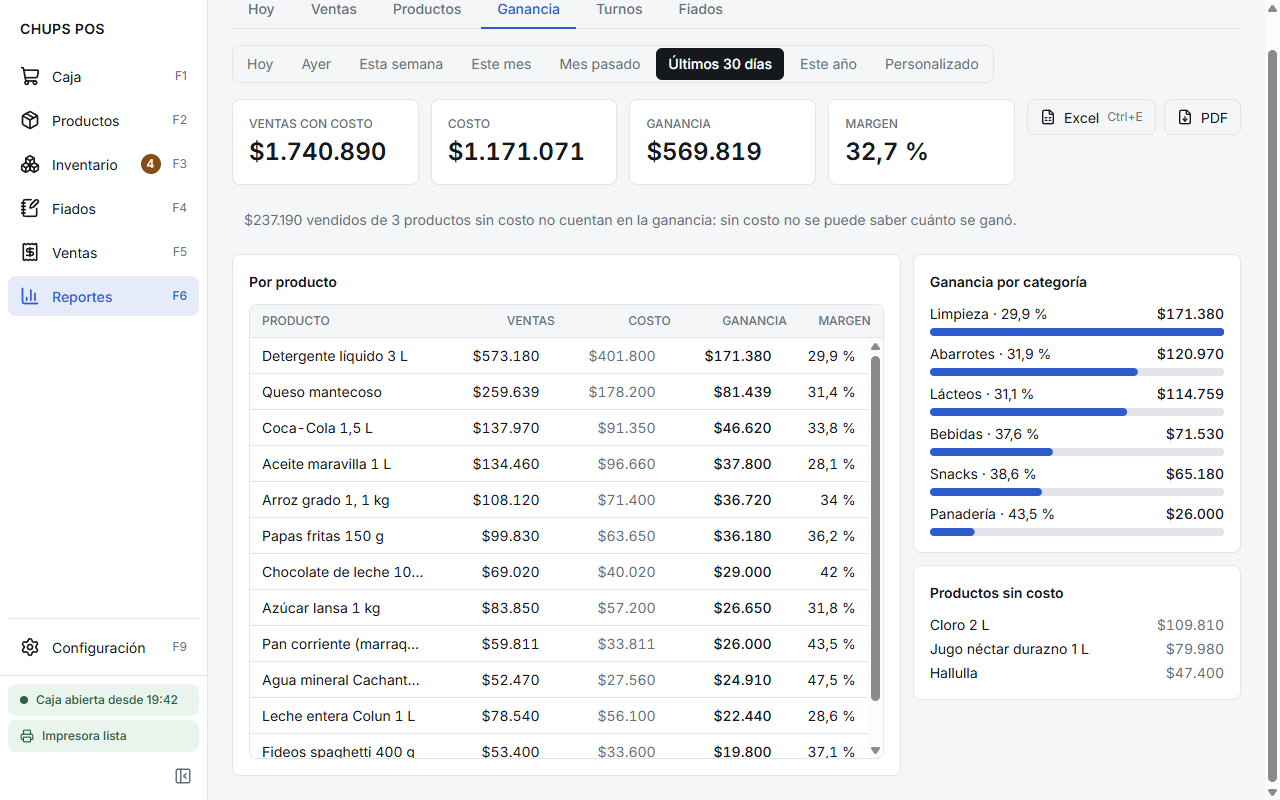 CHUPS POS
Caja F1
Productos F2
Inventario 4 F3
Fiados F4
Ventas F5
Reportes F6
Configuración F9
Caja abierta desde 19:42
Impresora lista
Hoy Ventas Productos Ganancia Turnos Fiados
Hoy Ayer Esta semana Este mes Mes pasado Últimos 30 días Este año Personalizado
VENTAS CON COSTO
$1.740.890
COSTO
$1.171.071
GANANCIA
$569.819
MARGEN
32,7 %
Excel Ctrl+E
PDF
$237.190 vendidos de 3 productos sin costo no cuentan en la ganancia: sin costo no se puede saber cuánto se ganó.
Por producto
PRODUCTO VENTAS COSTO GANANCIA MARGEN
Detergente líquido 3 L $573.180 $401.800 $171.380 29,9 %
Queso mantecoso $259.639 $178.200 $81.439 31,4 %
Coca-Cola 1,5 L $137.970 $91.350 $46.620 33,8 %
Aceite maravilla 1 L $134.460 $96.660 $37.800 28,1 %
Arroz grado 1, 1 kg $108.120 $71.400 $36.720 34 %
Papas fritas 150 g $99.830 $63.650 $36.180 36,2 %
Chocolate de leche 10... $69.020 $40.020 $29.000 42 %
Azúcar Iansa 1 kg $83.850 $57.200 $26.650 31,8 %
Pan corriente (marraq... $59.811 $33.811 $26.000 43,5 %
Agua mineral Cachant... $52.470 $27.560 $24.910 47,5 %
Leche entera Colun 1 L $78.540 $56.100 $22.440 28,6 %
Fideos spaghetti 400 g $53.400 $33.600 $19.800 37,1 %
Ganancia por categoría
Limpieza · 29,9 % $171.380
Abarrotes · 31,9 % $120.970
Lácteos · 31,1 % $114.759
Bebidas · 37,6 % $71.530
Snacks · 38,6 % $65.180
Panadería · 43,5 % $26.000
Productos sin costo
Cloro 2 L $109.810
Jugo néctar durazno 1 L $79.980
Hallulla $47.400